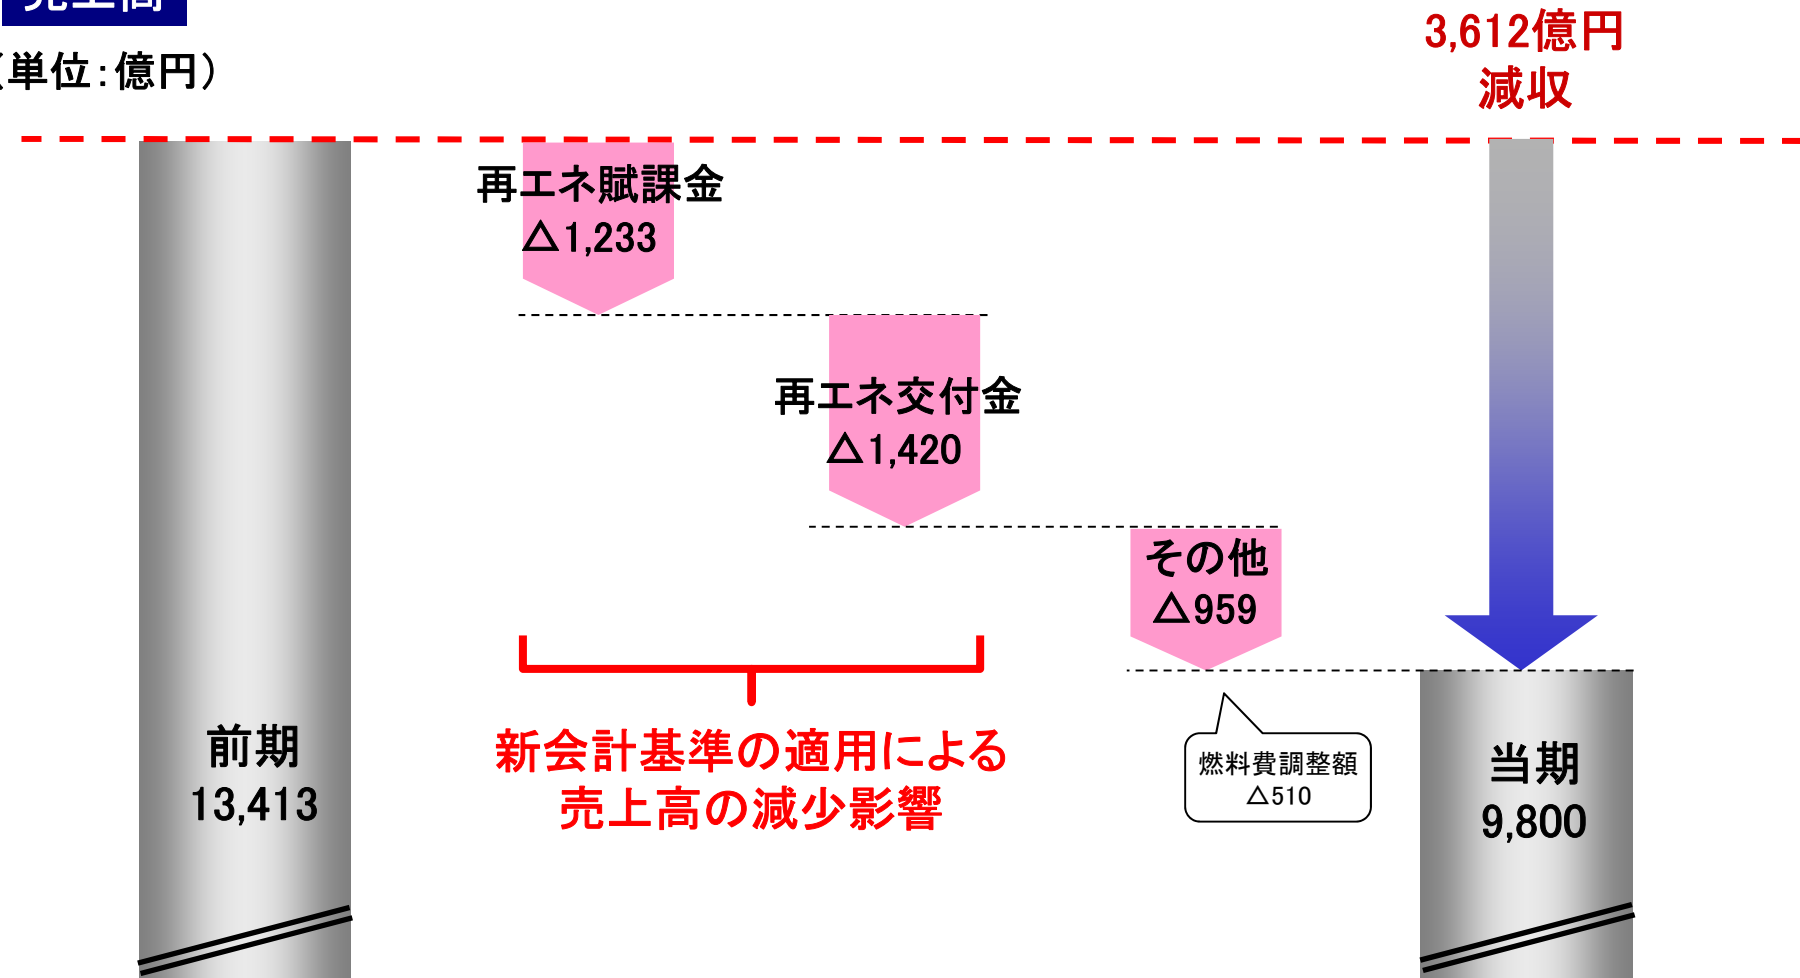 売上高
（単位：億円）
3,612億円
減収
再エネ賦課金
△1,233
再エネ交付金
△1,420
その他
△959
新会計基準の適用による
売上高の減少影響
燃料費調整額
△510
前期
13,413
当期
9,800